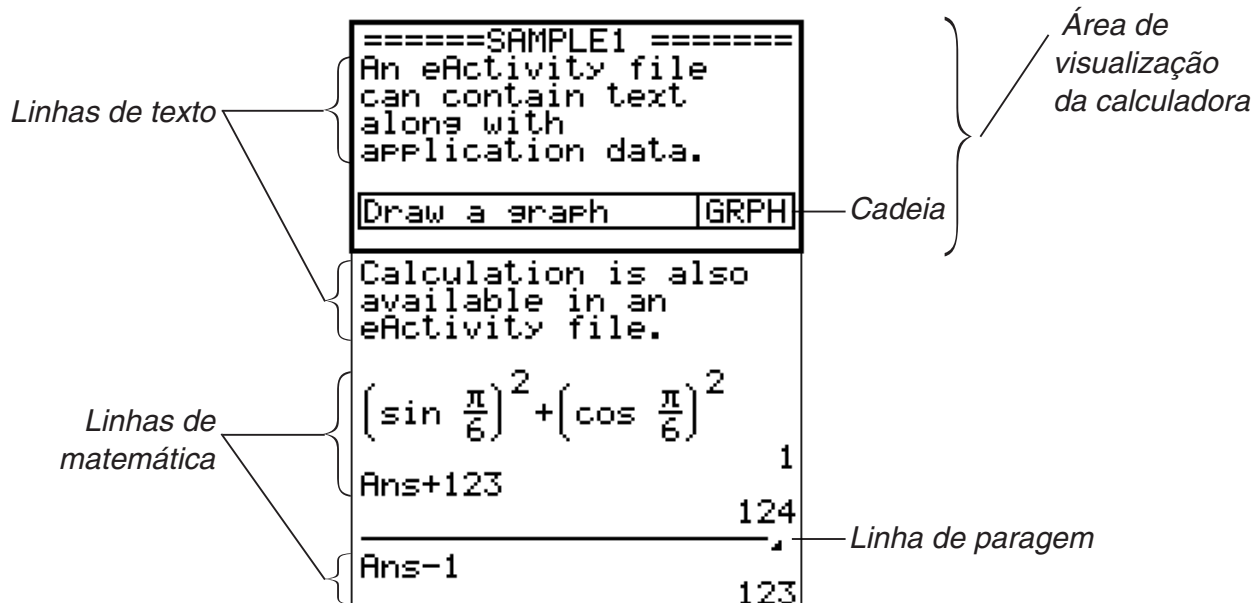 ======SAMPLE1 =======
An eActivity file
can contain text
along with
application data.
Draw a graph GRPH
Calculation is also
available in an
eActivity file.
(sin π/6)²+(cos π/6)²
1
Ans+123
124
Ans−1
123
Linhas de texto
Linhas de
matemática
Área de
visualização
da calculadora
Cadeia
Linha de paragem